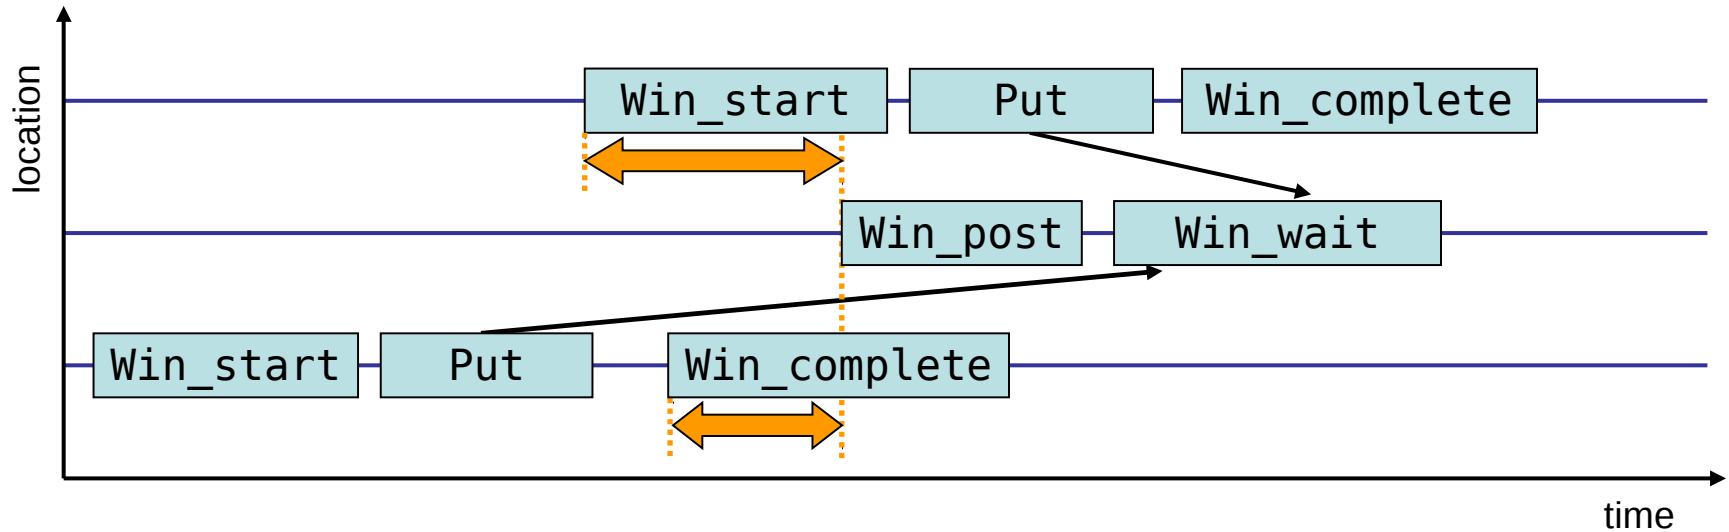 location
Win_start Put Win_complete
Win_post Win_wait
Win_start Put Win_complete
time